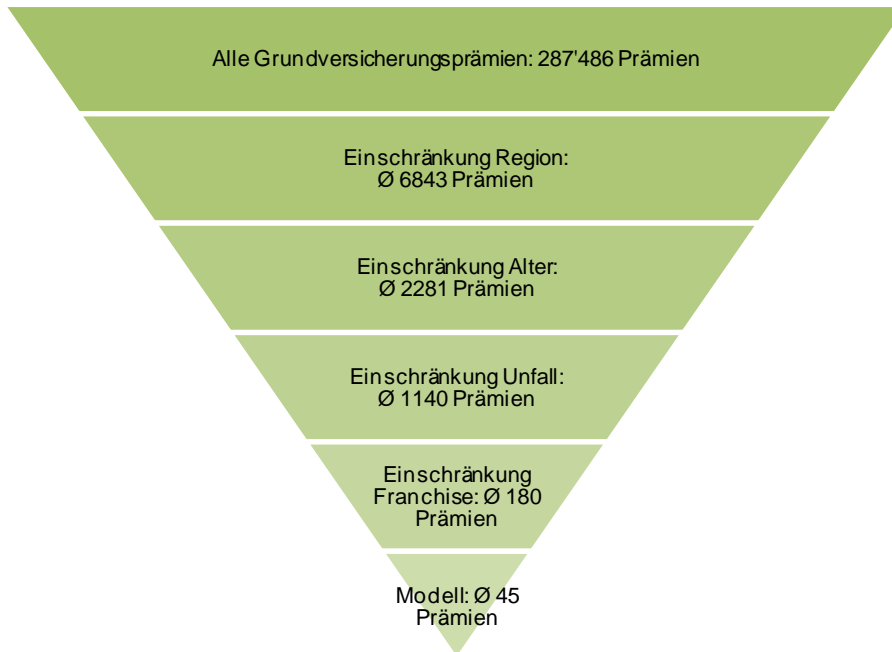 Alle Grundversicherungsprämien: 287'486 Prämien
Einschränkung Region:
Ø 6843 Prämien
Einschränkung Alter:
Ø 2281 Prämien
Einschränkung Unfall:
Ø 1140 Prämien
Einschränkung
Franchise: Ø 180
Prämien
Modell: Ø 45
Prämien